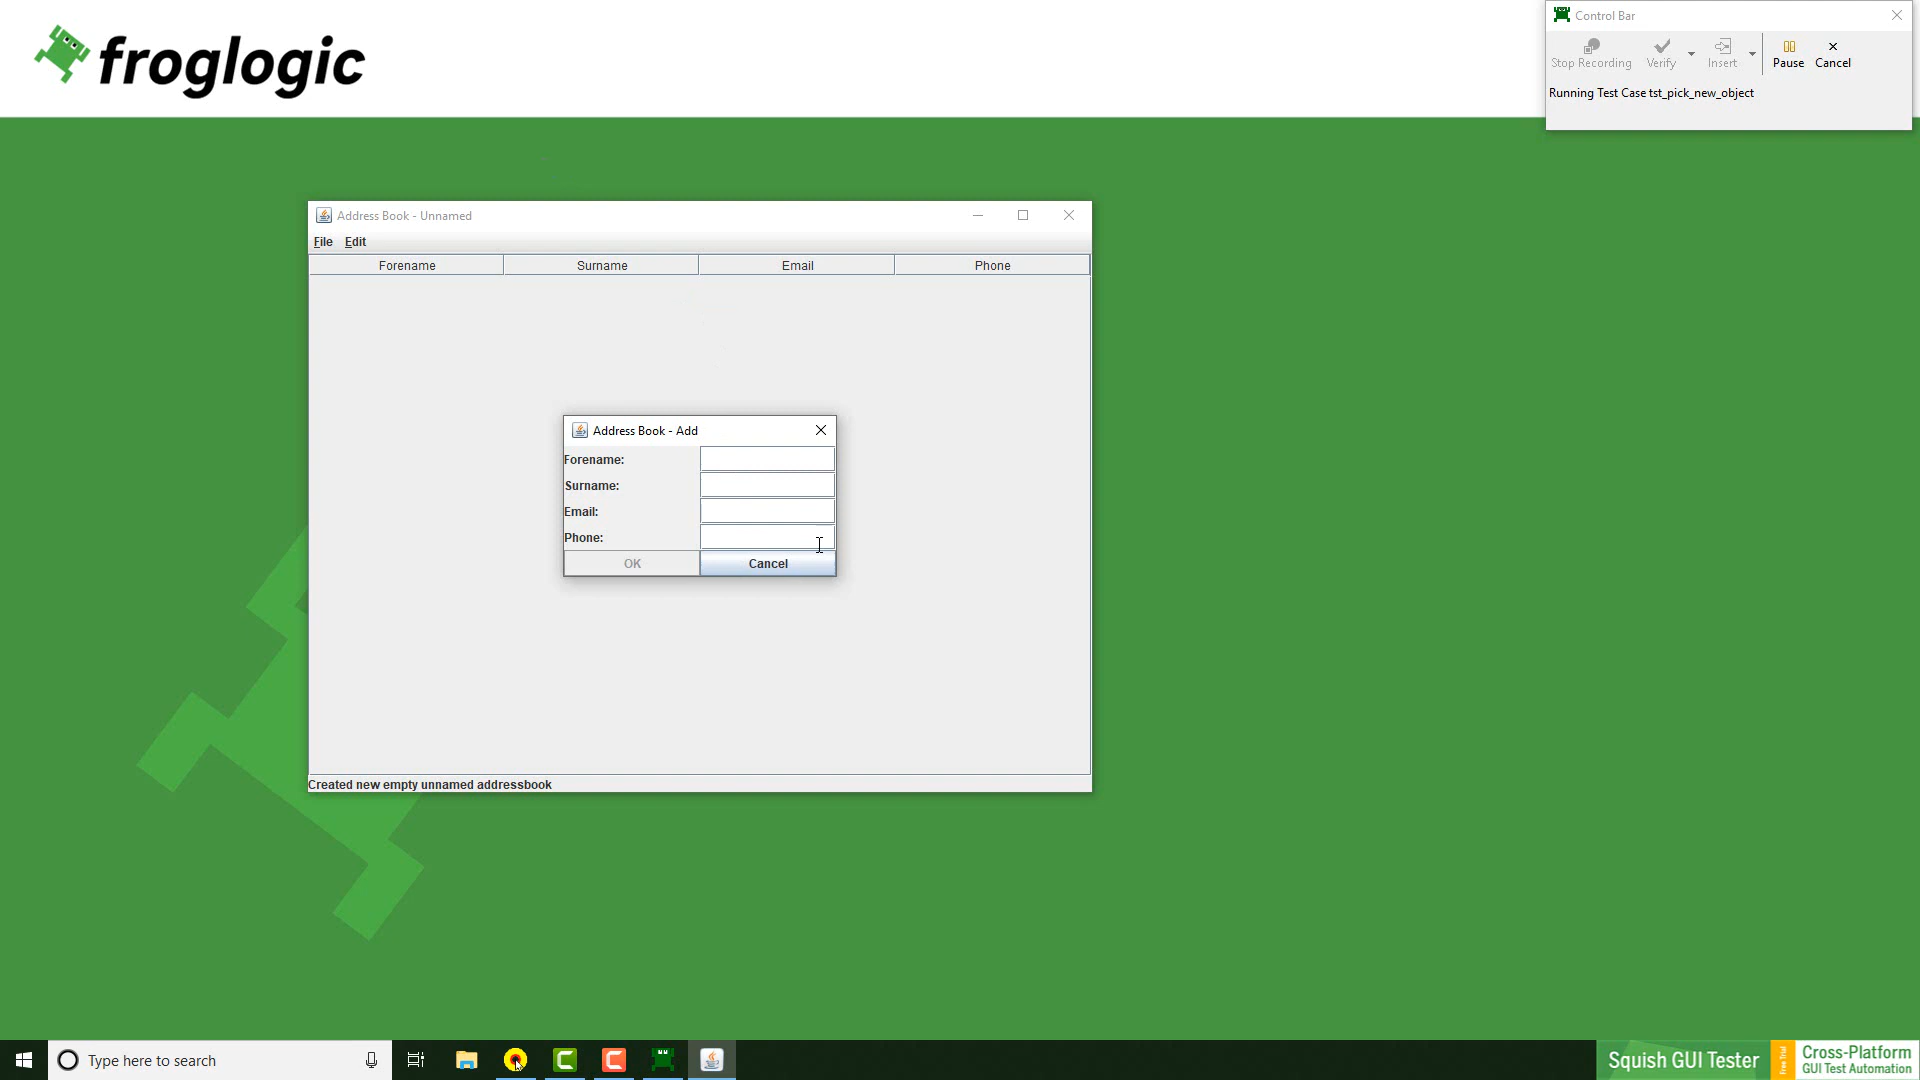 froglogic
Control Bar
Stop Recording Verify Insert Pause Cancel
Running Test Case tst_pick_new_object
Address Book - Unnamed
File Edit
Forename Surname Email Phone
Address Book - Add
Forename:
Surname:
Email:
Phone:
OK Cancel
Created new empty unnamed addressbook
Type here to search
Squish GUI Tester
Free Trial
Cross-Platform
GUI Test Automation